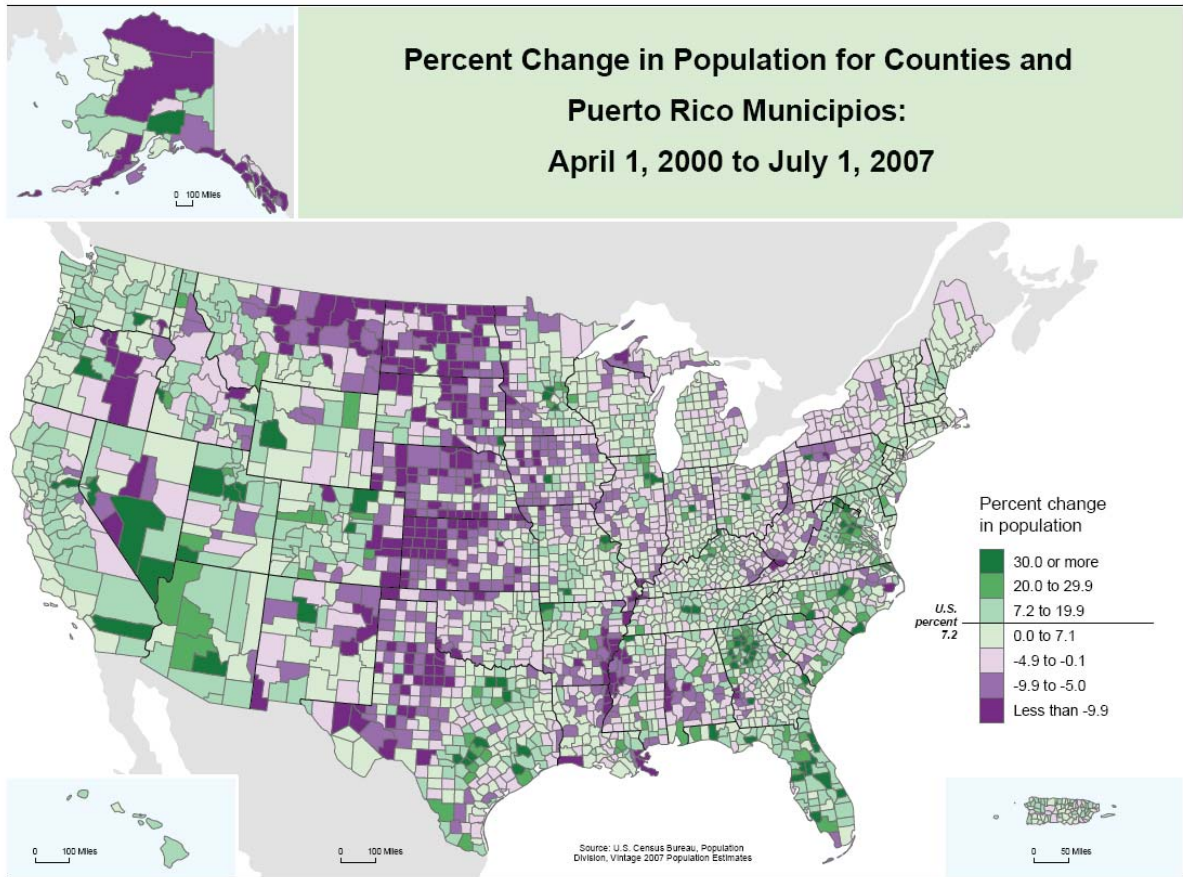 Percent Change in Population for Counties and
Puerto Rico Municipios:
April 1, 2000 to July 1, 2007
0 100 Miles
Percent change
in population
30.0 or more
20.0 to 29.9
7.2 to 19.9
U.S.
percent
7.2
0.0 to 7.1
-4.9 to -0.1
-9.9 to -5.0
Less than -9.9
0 100 Miles
0 100 Miles
Source: U.S. Census Bureau, Population
Division, Vintage 2007 Population Estimates
0 50 Miles